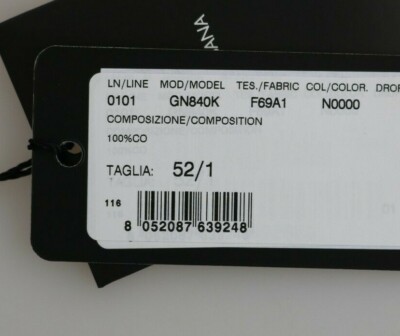 ANA
LN/LINE MOD/MODEL TES./FABRIC COL/COLOR. DROP
0101 GN840K F69A1 N0000
COMPOSIZIONE/COMPOSITION
100%CO
TAGLIA: 52/1
116
8 052087 639248